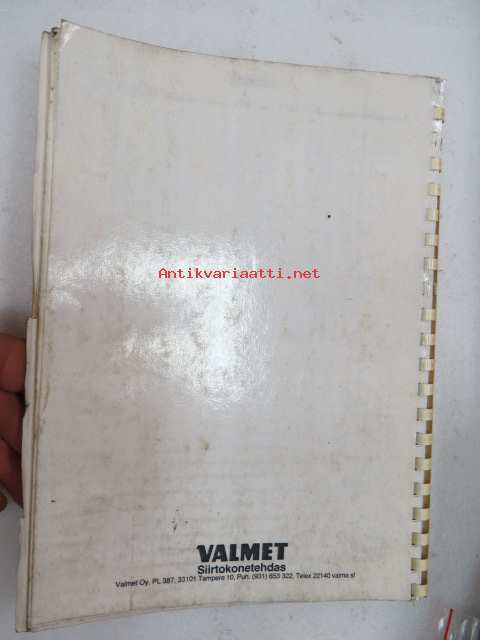 Antikvariaatti.net
VALMET
Siirtokonetehdas
Valmet Oy, PL 387, 33101 Tampere 10, Puh. (931) 653 322, Telex 22140 valma sf